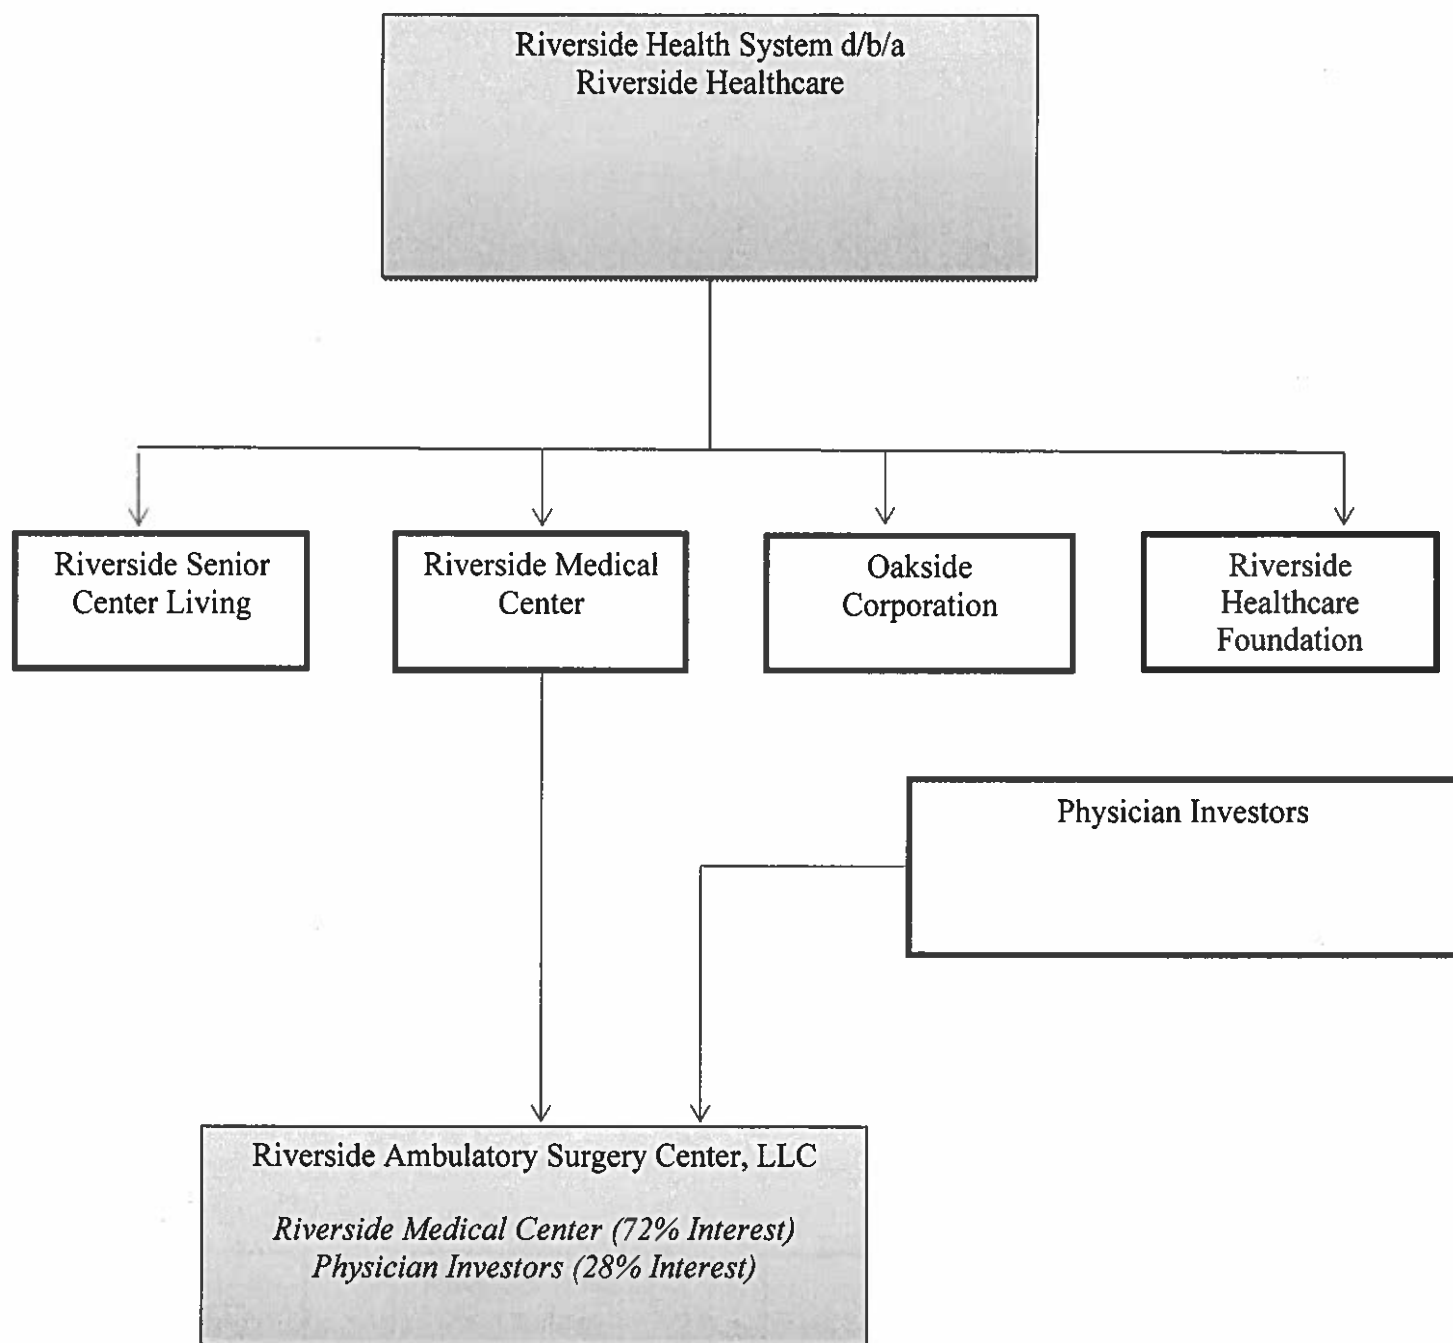 Riverside Health System d/b/a
Riverside Healthcare
Riverside Senior
Center Living
Riverside Medical
Center
Oakside
Corporation
Riverside
Healthcare
Foundation
Physician Investors
Riverside Ambulatory Surgery Center, LLC
Riverside Medical Center (72% Interest)
Physician Investors (28% Interest)